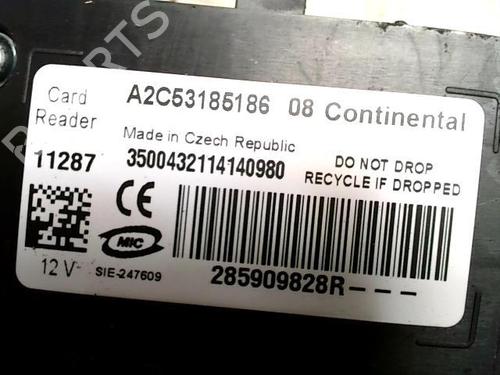 Card Reader
A2C53185186 08 Continental
Made in Czech Republic
11287
3500432114140980
DO NOT DROP
RECYCLE IF DROPPED
CE
MIC
12 V
SIE-247609
285909828R---
PARTS